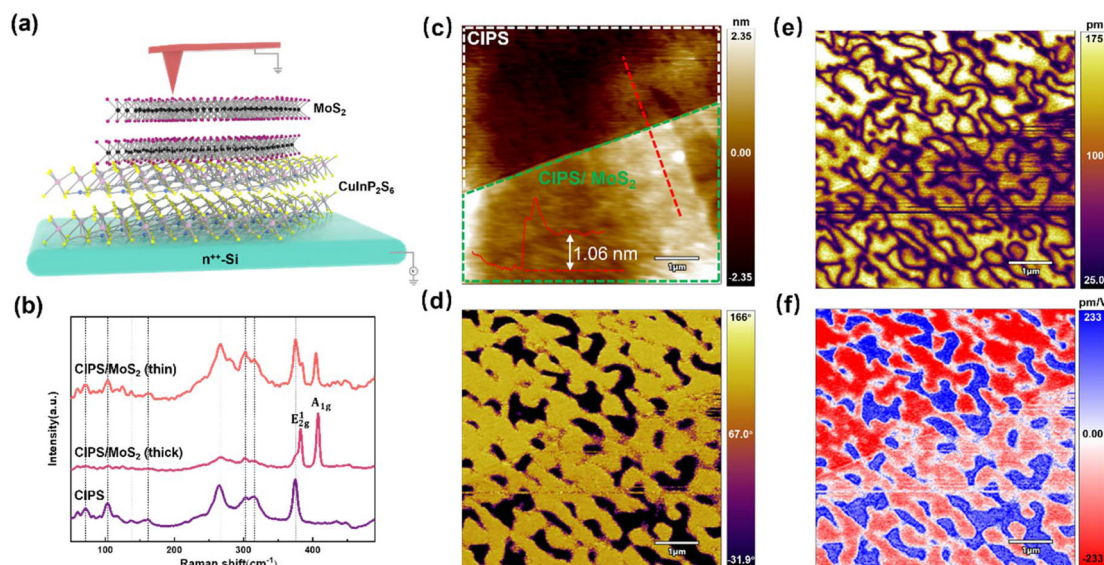 (a)
MoS2
CuInP2S6
n++-Si
(b)
Intensity(a.u.)
CIPS/MoS2 (thin)
CIPS/MoS2 (thick)
CIPS
E12g
A1g
100
200
300
400
Raman shift(cm-1)
(c)
CIPS
CIPS/ MoS2
1.06 nm
1μm
nm
2.35
0.00
-2.35
(d)
1μm
166°
67.0°
-31.9°
(e)
1μm
pm
175
100
25.0
(f)
1μm
pm/V
233
0.00
-233